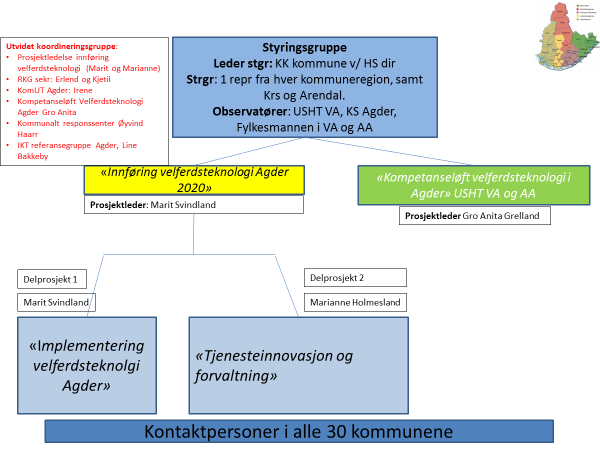 Utvidet koordineringsgruppe:
• Prosjektledelse innføring
velferdsteknologi (Marit og Marianne)
• RKG sekr: Erlend og Kjetil
• KomUT Agder: Irene
• Kompetanseløft Velferdsteknologi
Agder Gro Anita
• Kommunalt responssenter Øyvind
Haarr
• IKT referansegruppe Agder, Line
Bakkeby
Styringsgruppe
Leder stgr: KK kommune v/ HS dir
Strgr: 1 repr fra hver kommuneregion, samt
Krs og Arendal.
Observatører: USHT VA, KS Agder,
Fylkesmannen i VA og AA
«Innføring velferdsteknologi Agder
2020»
Prosjektleder: Marit Svindland
«Kompetanseløft velferdsteknologi i
Agder» USHT VA og AA
Prosjektleder Gro Anita Grelland
Delprosjekt 1
Marit Svindland
«Implementering
velferdsteknolgi
Agder»
Delprosjekt 2
Marianne Holmesland
«Tjenesteinnovasjon og
forvaltning»
Kontaktpersoner i alle 30 kommunene